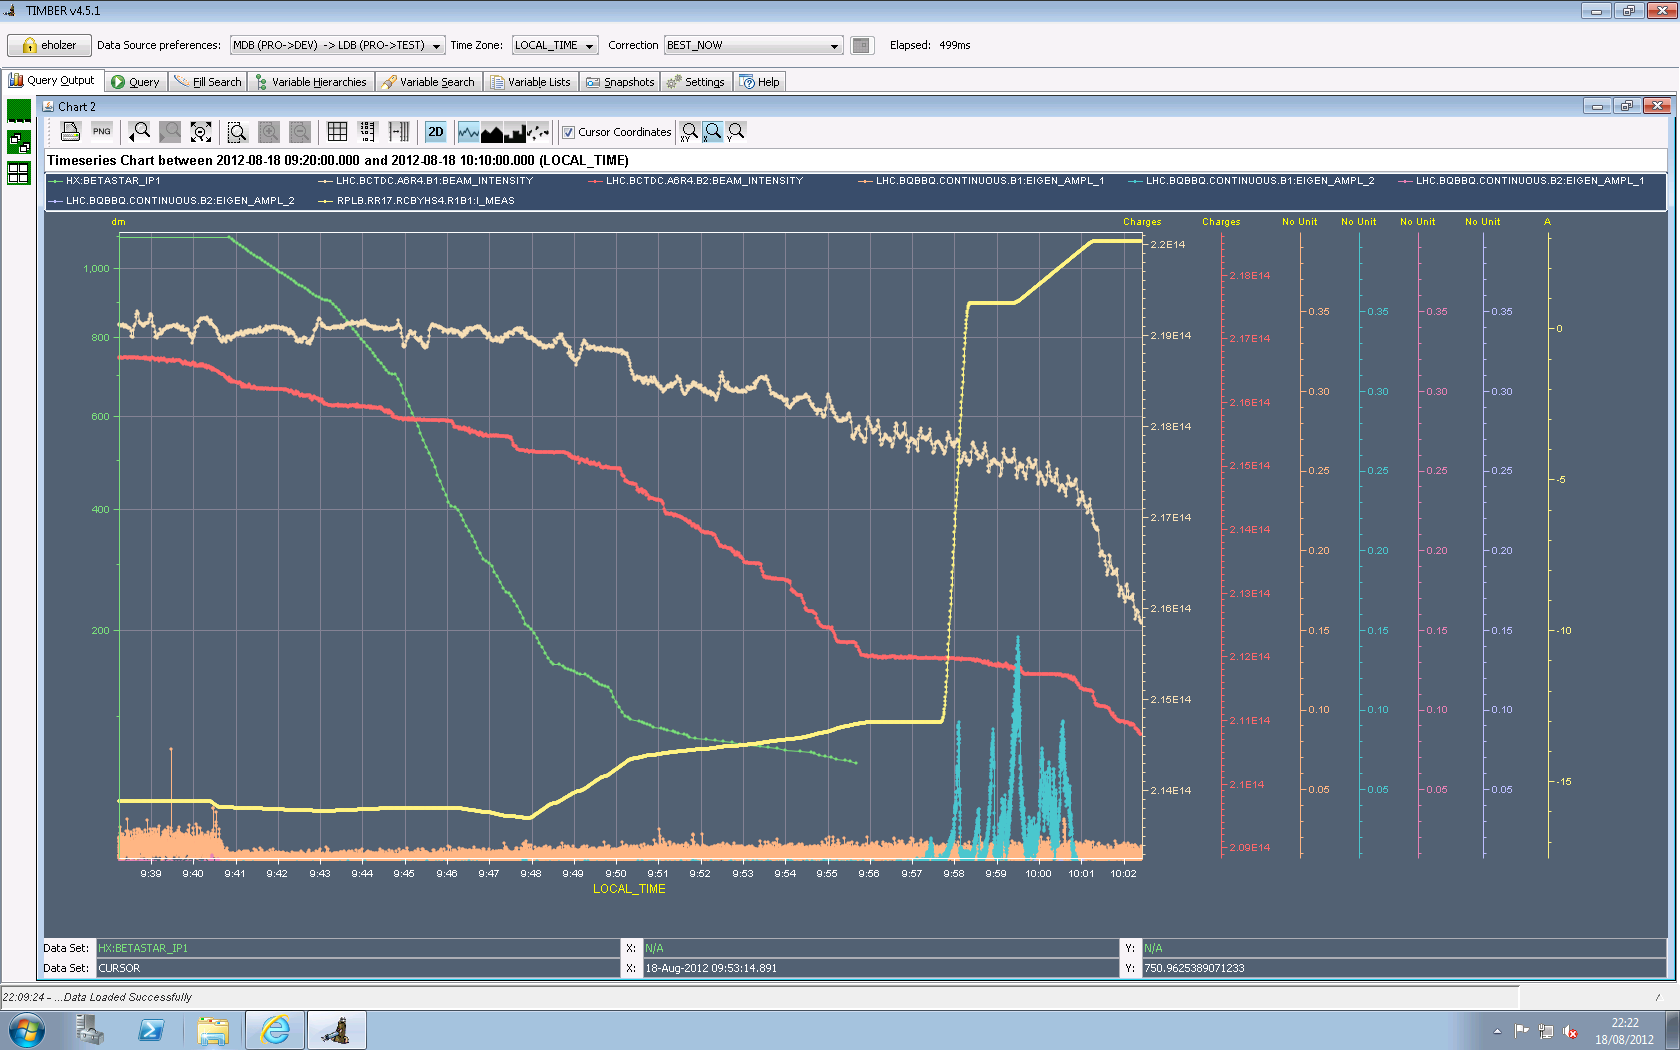 TIMBER v4.5.1
eholzer Data Source preferences: MDB (PRO->DEV) -> LDB (PRO->TEST) Time Zone: LOCAL_TIME Correction BEST_NOW Elapsed: 499ms
Query Output Query Fill Search Variable Hierarchies Variable Search Variable Lists Snapshots Settings Help
Chart 2
PNG 2D Cursor Coordinates XY X Y
Timeseries Chart between 2012-08-18 09:20:00.000 and 2012-08-18 10:10:00.000 (LOCAL_TIME)
HX:BETASTAR_IP1 LHC.BCTDC.A6R4.B1:BEAM_INTENSITY LHC.BCTDC.A6R4.B2:BEAM_INTENSITY LHC.BQBBQ.CONTINUOUS.B1:EIGEN_AMPL_1 LHC.BQBBQ.CONTINUOUS.B1:EIGEN_AMPL_2 LHC.BQBBQ.CONTINUOUS.B2:EIGEN_AMPL_1
LHC.BQBBQ.CONTINUOUS.B2:EIGEN_AMPL_2 RPLB.RR17.RCBYHS4.R1B1:I_MEAS
dm Charges Charges No Unit No Unit No Unit No Unit A
2.2E14
1,000 2.18E14
0.35 0.35 0.35 0.35
0
800 2.19E14 2.17E14
0.30 0.30 0.30 0.30
2.16E14
600 2.18E14
2.15E14 0.25 0.25 0.25 0.25
-5
400 2.17E14
2.14E14
0.20 0.20 0.20 0.20
2.13E14
2.16E14
200 0.15 0.15 0.15 0.15 -10
2.12E14
2.15E14
0.10 0.10 0.10 0.10
2.11E14
2.14E14 2.1E14 0.05 0.05 0.05 0.05 -15
2.09E14
9:39 9:40 9:41 9:42 9:43 9:44 9:45 9:46 9:47 9:48 9:49 9:50 9:51 9:52 9:53 9:54 9:55 9:56 9:57 9:58 9:59 10:00 10:01 10:02
LOCAL_TIME
Data Set: HX:BETASTAR_IP1 X: N/A Y: N/A
Data Set: CURSOR X: 18-Aug-2012 09:53:14.891 Y: 750.9625389071233
22:09:24 - ...Data Loaded Successfully
22:22
18/08/2012